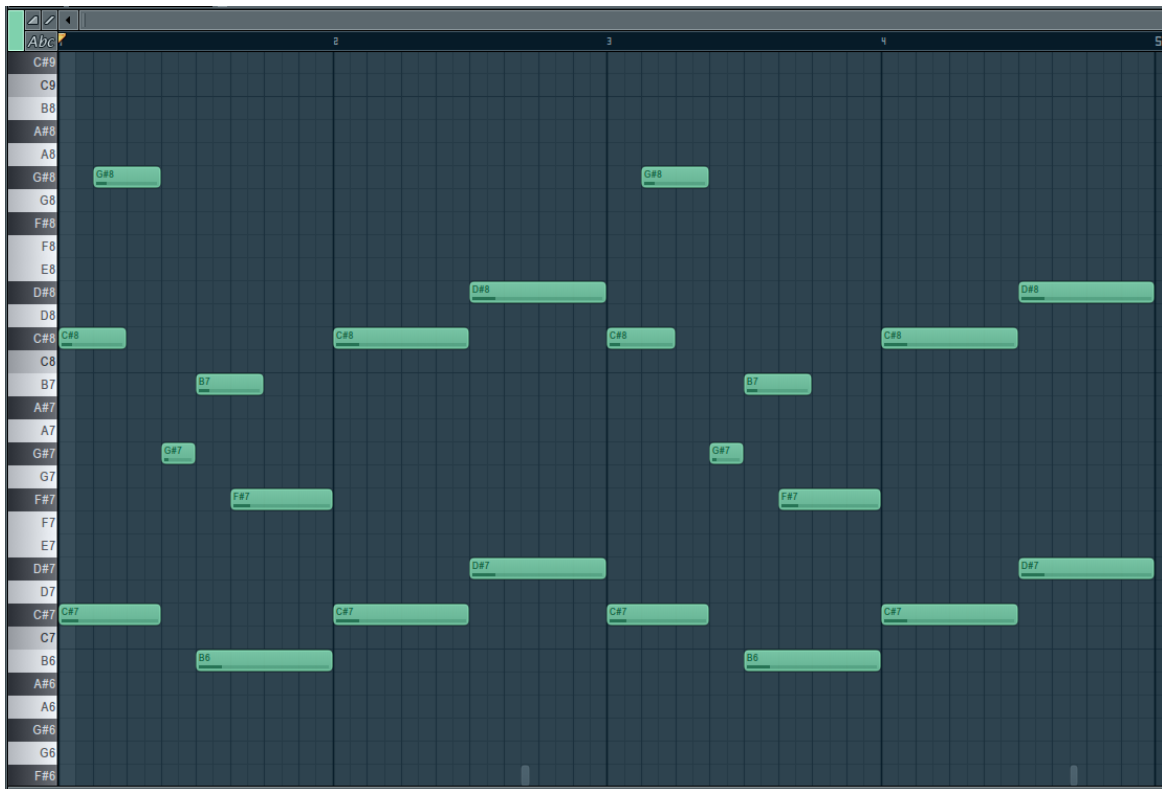 Abc 2 3 4 5
C#9
C9
B8
A#8
A8
G#8 G#8 G#8
G8
F#8
F8
E8
D#8 D#8 D#8
D8
C#8 C#8 C#8 C#8 C#8
C8
B7 B7 B7
A#7
A7
G#7 G#7 G#7
G7
F#7 F#7 F#7
F7
E7
D#7 D#7 D#7
D7
C#7 C#7 C#7 C#7 C#7
C7
B6 B6 B6
A#6
A6
G#6
G6
F#6